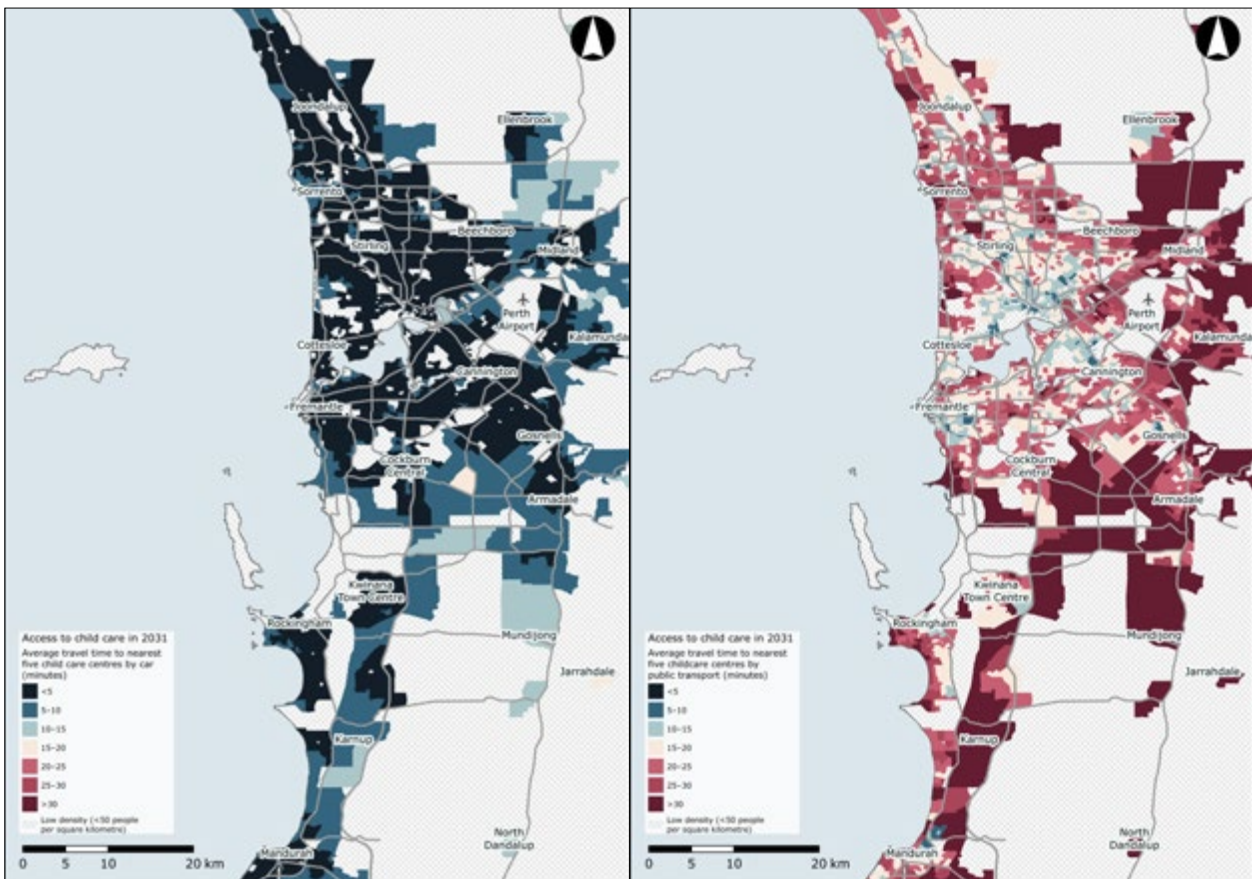 Joondalup
Ellenbrook
Sorrento
Beechboro
Stirling
Midland
Perth
Airport
Kalamunda
Cottesloe
Cannington
Fremantle
Gosnells
Cockburn
Central
Armadale
Kwinana
Town Centre
Rockingham
Mundijong
Jarrahdale
Karnup
North
Dandalup
Mandurah
Access to child care in 2031
Average travel time to nearest
five child care centres by car
(minutes)
<5
5–10
10–15
15–20
20–25
25–30
>30
Low density (<50 people
per square kilometre)
0 5 10 20 km
Joondalup
Ellenbrook
Sorrento
Beechboro
Stirling
Midland
Perth
Airport
Kalamunda
Cottesloe
Cannington
Fremantle
Gosnells
Cockburn
Central
Armadale
Kwinana
Town Centre
Rockingham
Mundijong
Jarrahdale
Karnup
North
Dandalup
Mandurah
Access to child care in 2031
Average travel time to nearest
five childcare centres by
public transport (minutes)
<5
5–10
10–15
15–20
20–25
25–30
>30
Low density (<50 people
per square kilometre)
0 5 10 20 km